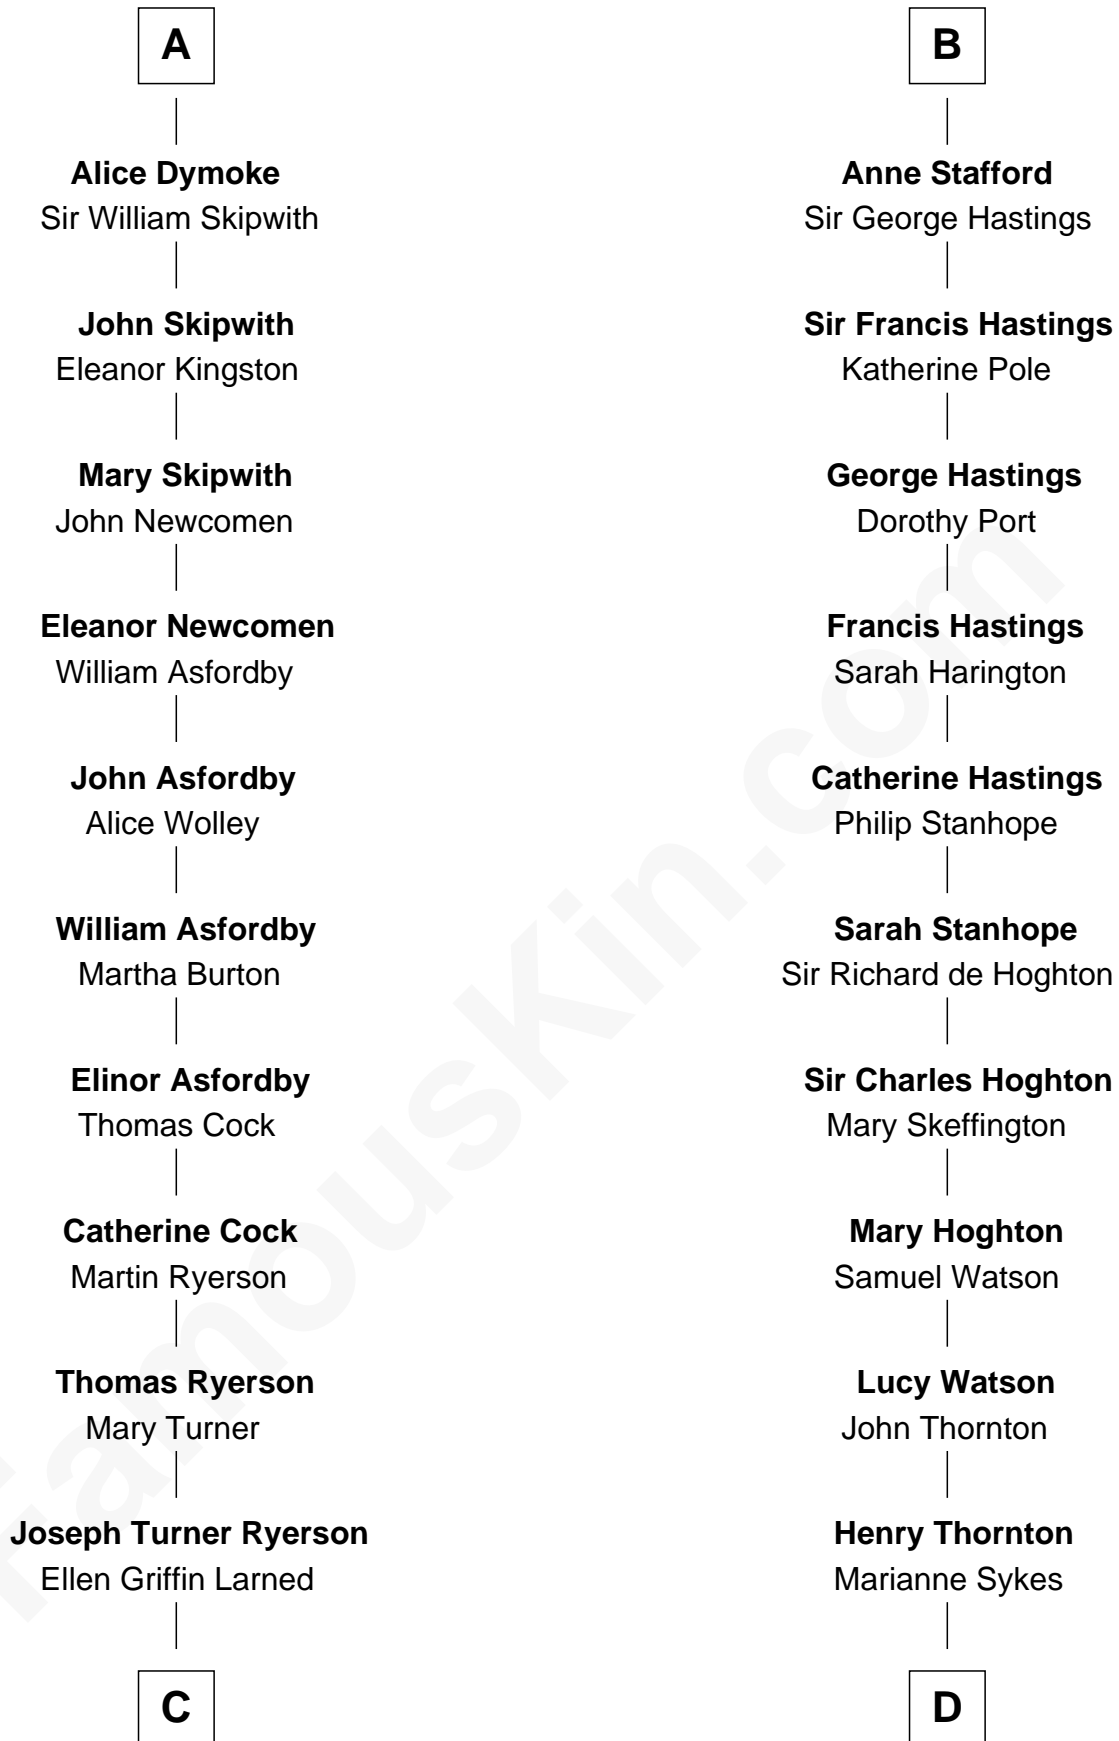 A
Alice Dymoke
Sir William Skipwith
John Skipwith
Eleanor Kingston
Mary Skipwith
John Newcomen
Eleanor Newcomen
William Asfordby
John Asfordby
Alice Wolley
William Asfordby
Martha Burton
Elinor Asfordby
Thomas Cock
Catherine Cock
Martin Ryerson
Thomas Ryerson
Mary Turner
Joseph Turner Ryerson
Ellen Griffin Larned
C
B
Anne Stafford
Sir George Hastings
Sir Francis Hastings
Katherine Pole
George Hastings
Dorothy Port
Francis Hastings
Sarah Harington
Catherine Hastings
Philip Stanhope
Sarah Stanhope
Sir Richard de Hoghton
Sir Charles Hoghton
Mary Skeffington
Mary Hoghton
Samuel Watson
Lucy Watson
John Thornton
Henry Thornton
Marianne Sykes
D
FamousKin.com